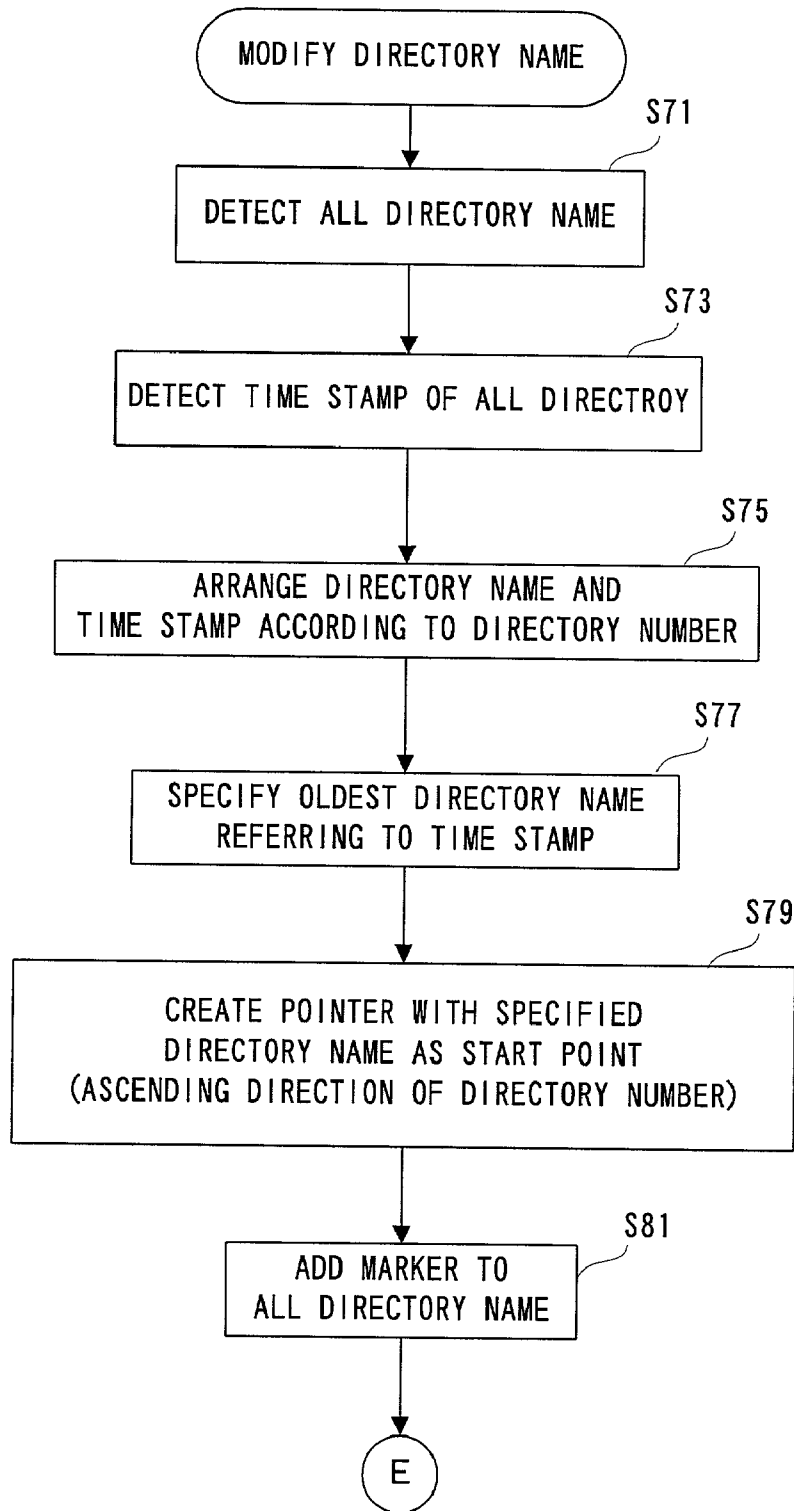 MODIFY DIRECTORY NAME
S71
DETECT ALL DIRECTORY NAME
S73
DETECT TIME STAMP OF ALL DIRECTROY
S75
ARRANGE DIRECTORY NAME AND
TIME STAMP ACCORDING TO DIRECTORY NUMBER
S77
SPECIFY OLDEST DIRECTORY NAME
REFERRING TO TIME STAMP
S79
CREATE POINTER WITH SPECIFIED
DIRECTORY NAME AS START POINT
(ASCENDING DIRECTION OF DIRECTORY NUMBER)
S81
ADD MARKER TO
ALL DIRECTORY NAME
E